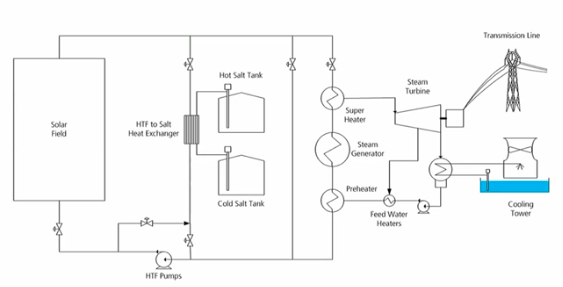 Transmission Line
Hot Salt Tank
Steam
Turbine
Solar
Field
HTF to Salt
Heat Exchanger
Super
Heater
Steam
Generator
Preheater
Cold Salt Tank
Feed Water
Heaters
Cooling
Tower
HTF Pumps